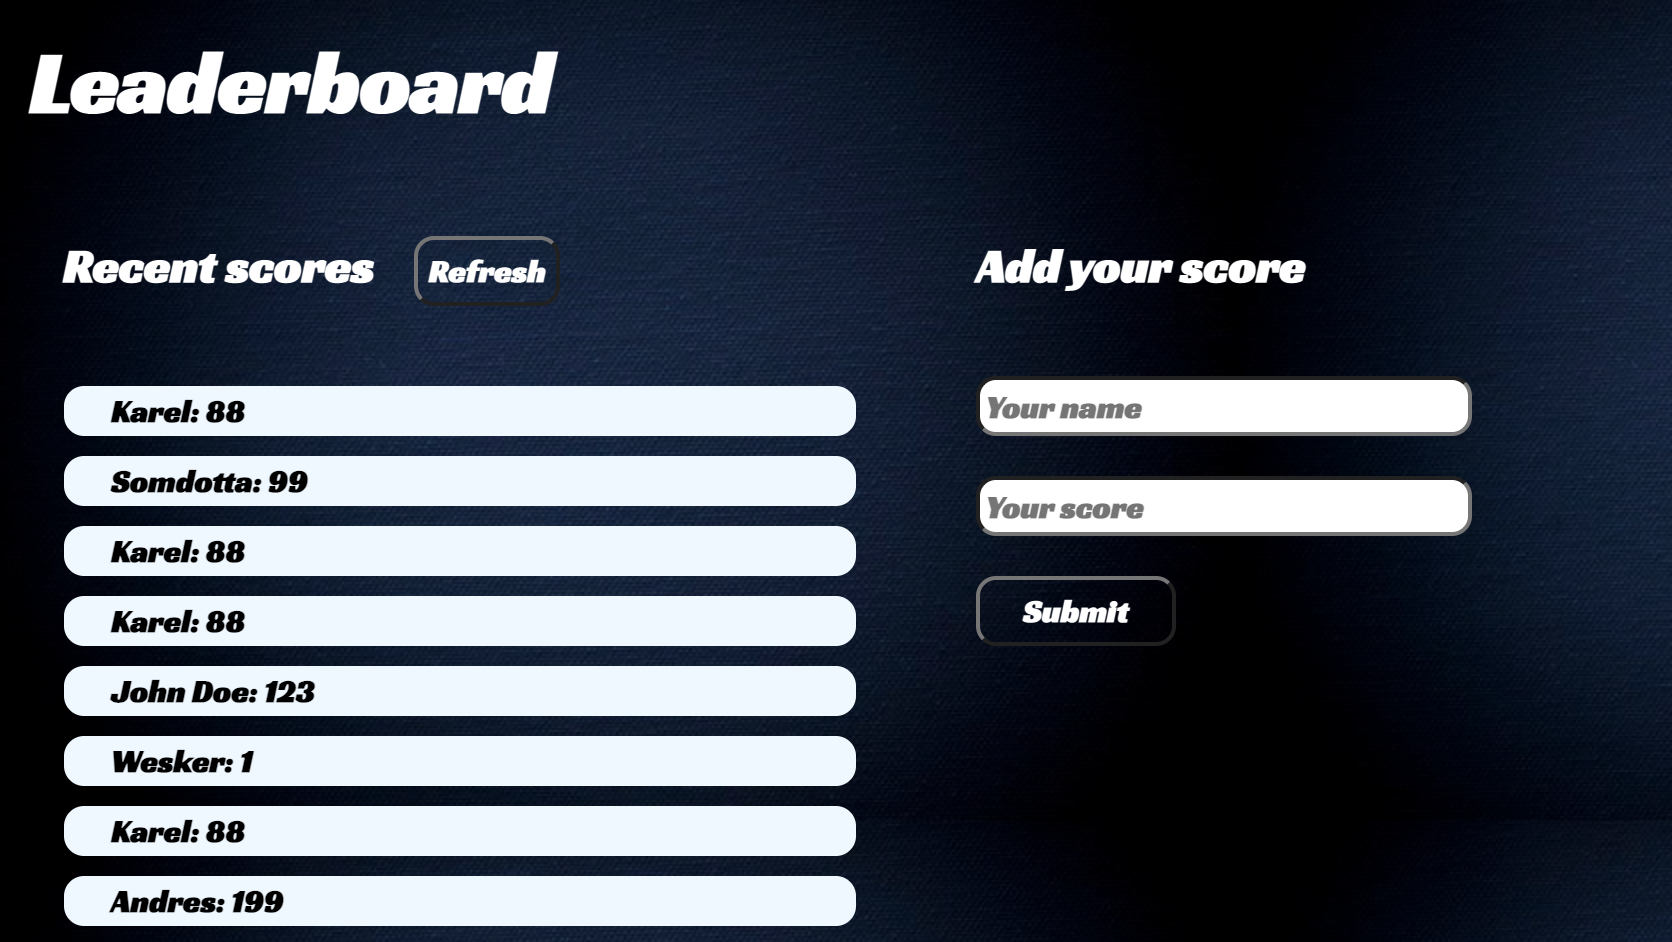 Leaderboard
Recent scores
Refresh
Karel: 88
Somdotta: 99
Karel: 88
Karel: 88
John Doe: 123
Wesker: 1
Karel: 88
Andres: 199
Add your score
Your name
Your score
Submit